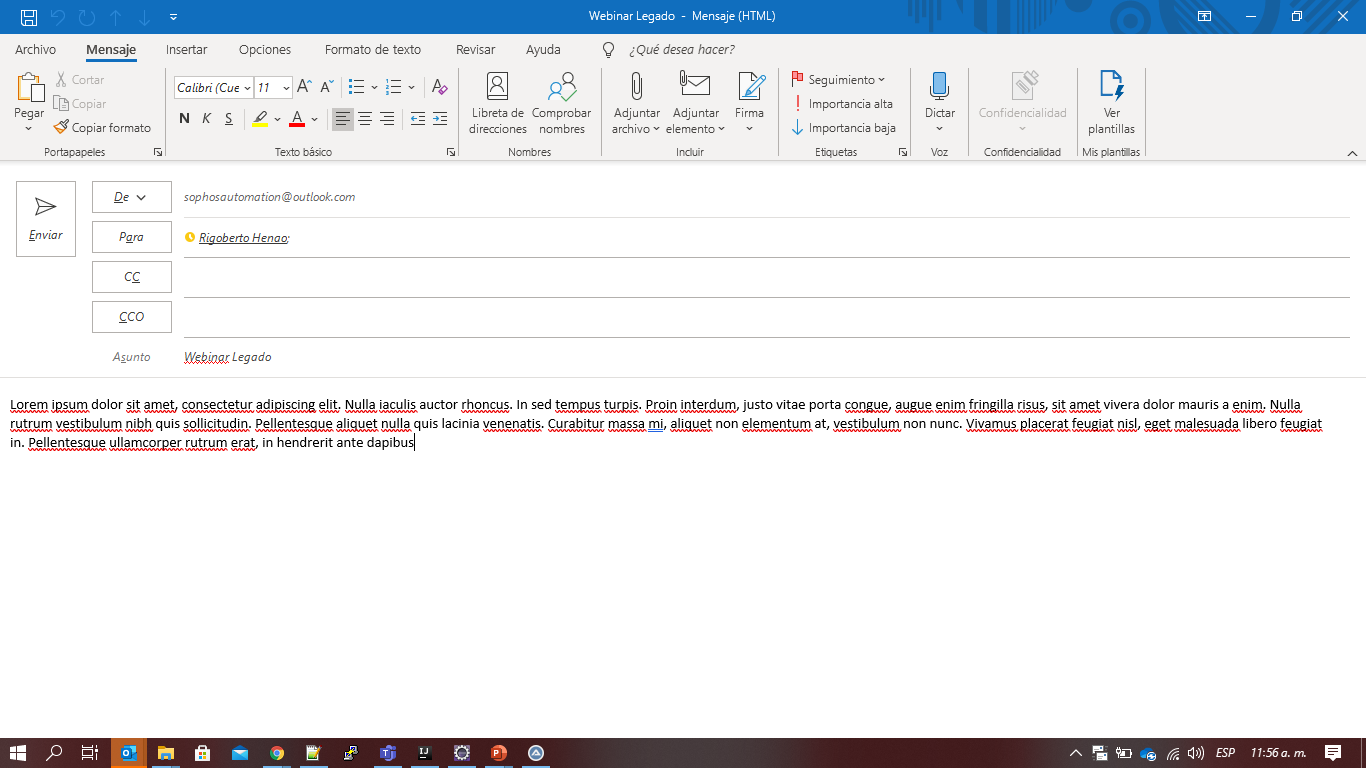 Webinar Legado - Mensaje (HTML)
Archivo Mensaje Insertar Opciones Formato de texto Revisar Ayuda ¿Qué desea hacer?
Pegar
Cortar
Copiar
Copiar formato
Portapapeles
Calibri (Cue 11
N K S A
Texto básico
Libreta de direcciones
Comprobar nombres
Nombres
Adjuntar archivo
Adjuntar elemento
Firma
Incluir
Seguimiento
Importancia alta
Importancia baja
Etiquetas
Dictar
Voz
Confidencialidad
Confidencialidad
Ver plantillas
Mis plantillas
Enviar
De sophosautomation@outlook.com
Para Rigoberto Henao;
CC
CCO
Asunto Webinar Legado
Lorem ipsum dolor sit amet, consectetur adipiscing elit. Nulla iaculis auctor rhoncus. In sed tempus turpis. Proin interdum, justo vitae porta congue, augue enim fringilla risus, sit amet vivera dolor mauris a enim. Nulla
rutrum vestibulum nibh quis sollicitudin. Pellentesque aliquet nulla quis lacinia venenatis. Curabitur massa mi, aliquet non elementum at, vestibulum non nunc. Vivamus placerat feugiat nisl, eget malesuada libero feugiat
in. Pellentesque ullamcorper rutrum erat, in hendrerit ante dapibus
ESP 11:56 a. m.